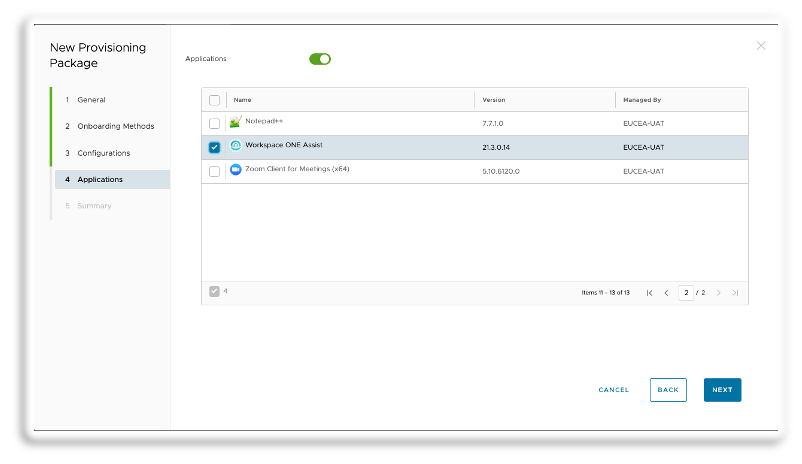 New Provisioning
Package
1 General
2 Onboarding Methods
3 Configurations
4 Applications
5 Summary
Applications
Name Version Managed By
Notepad++ 7.7.1.0 EUCEA-UAT
Workspace ONE Assist 21.3.0.14 EUCEA-UAT
Zoom Client for Meetings (x64) 5.10.6120.0 EUCEA-UAT
4 Items 11 - 13 of 13 2 / 2
CANCEL BACK NEXT